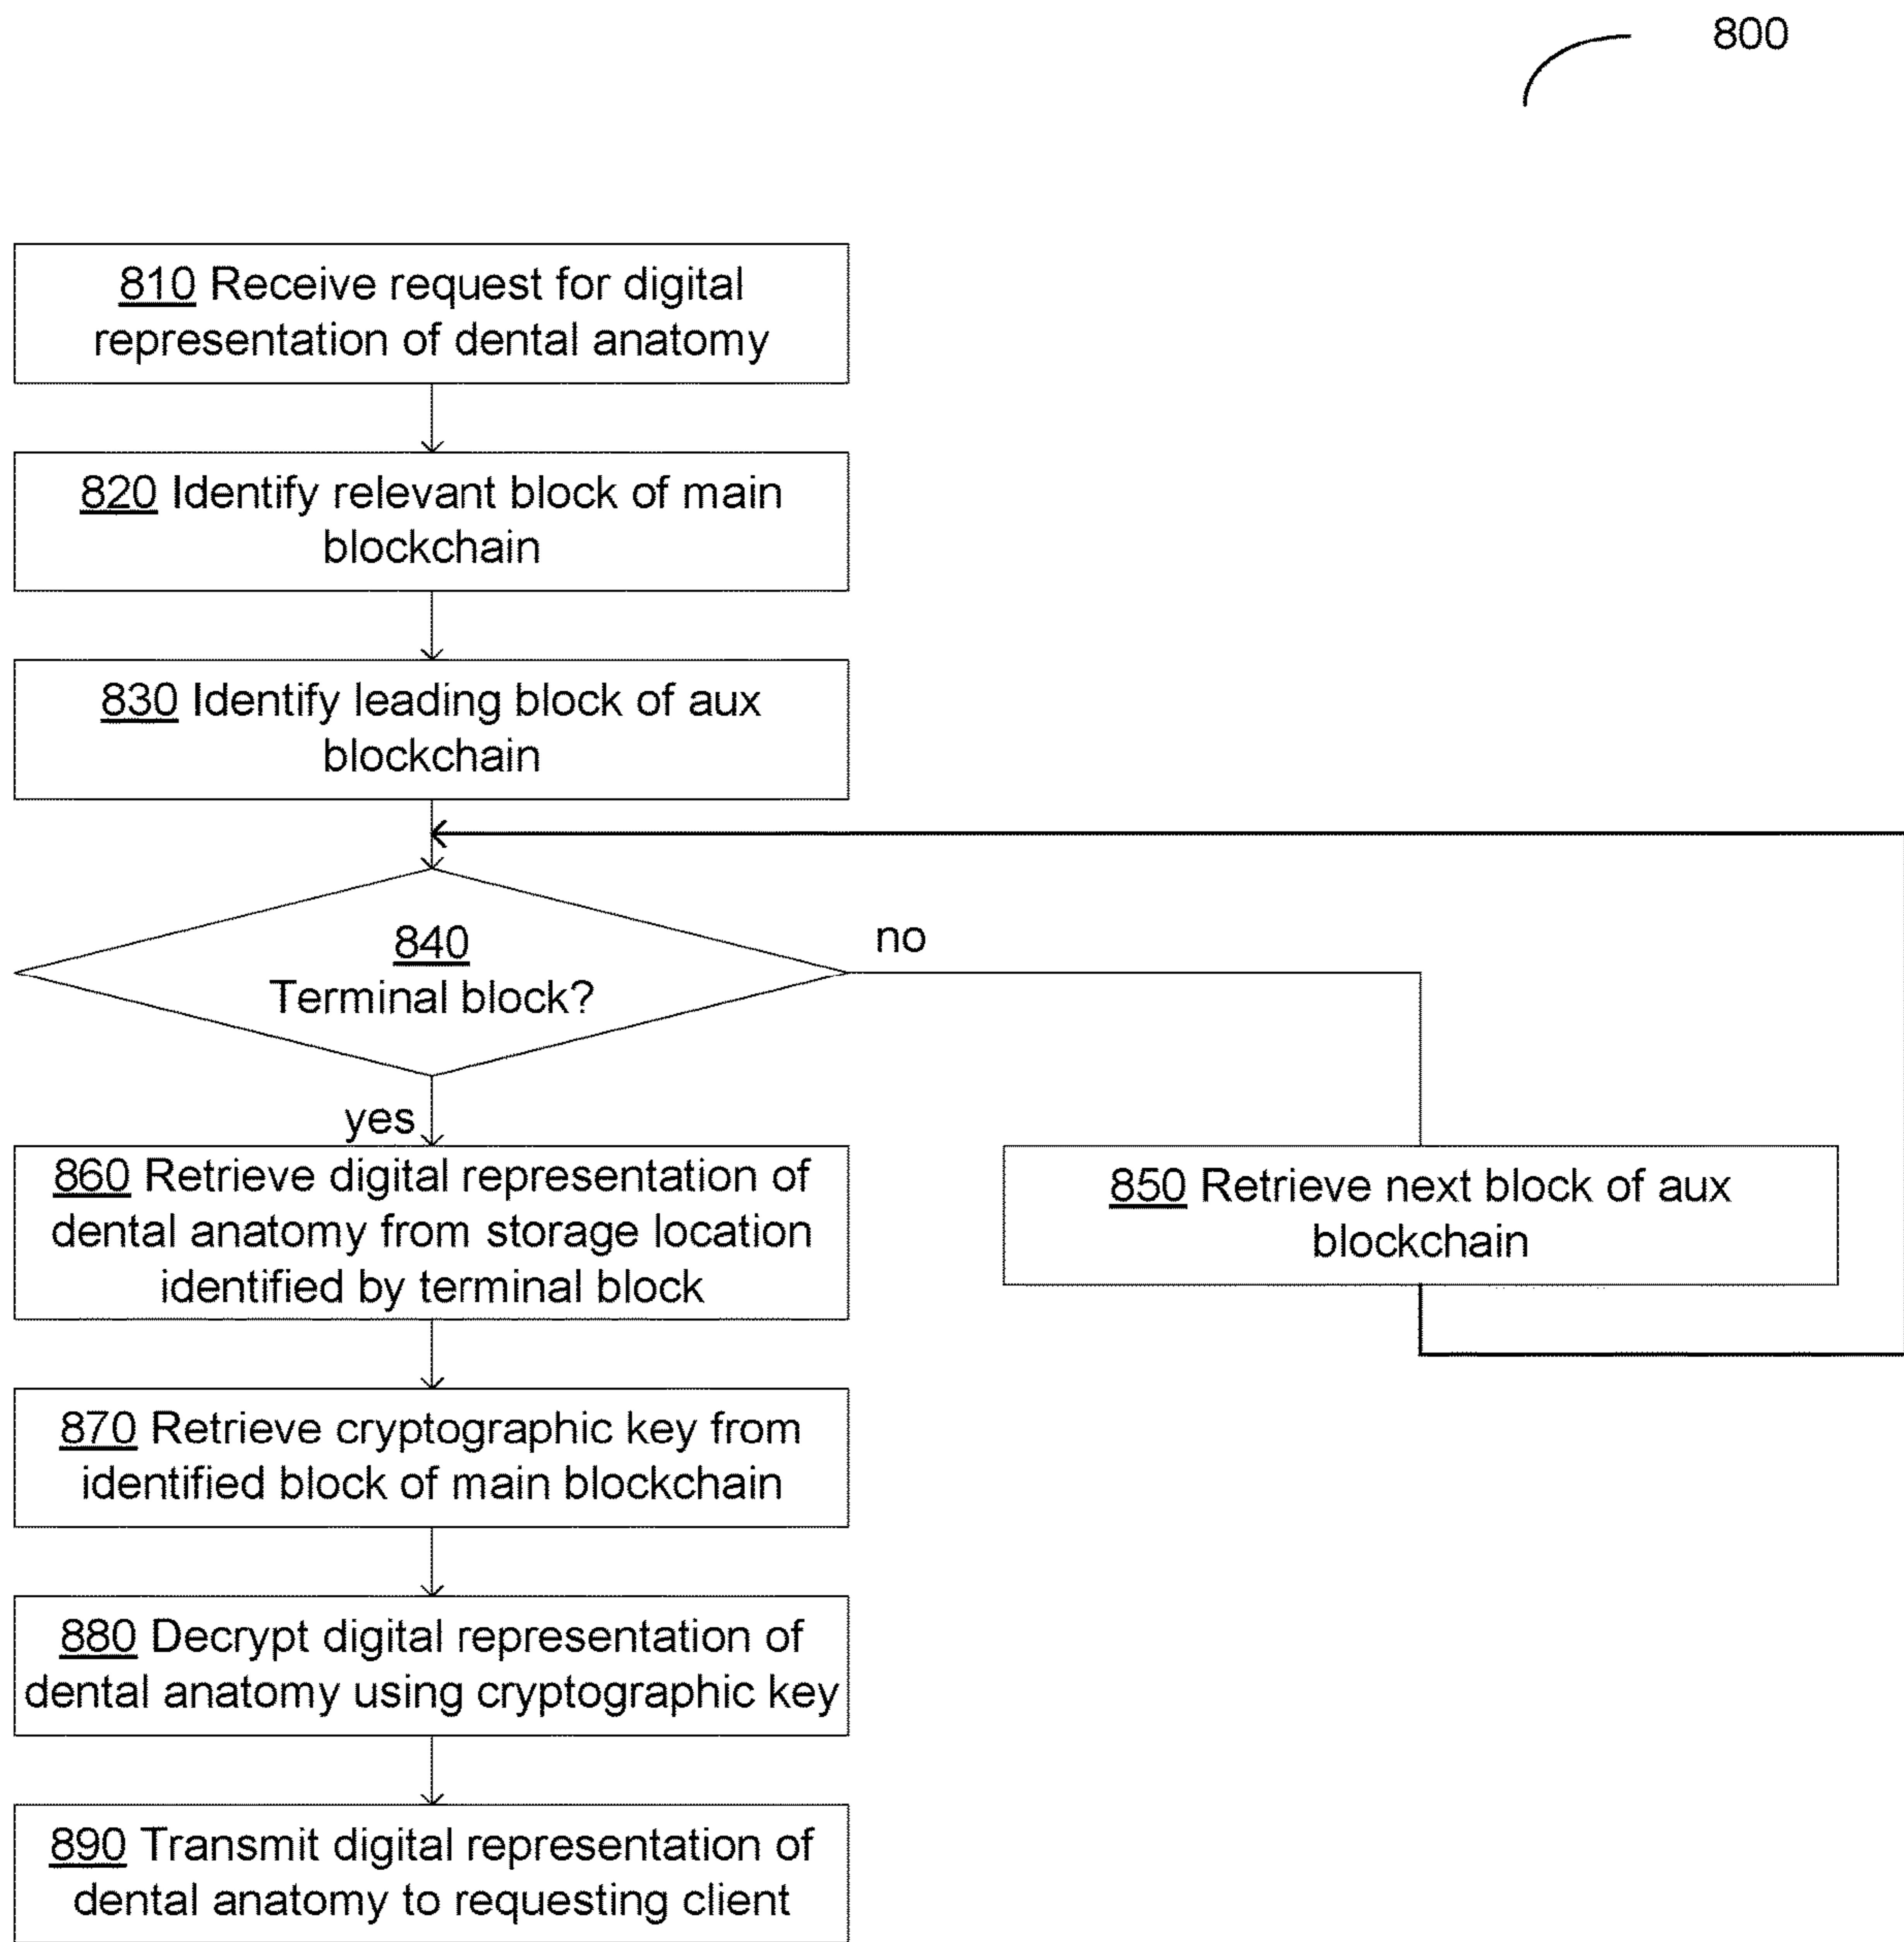 800
810 Receive request for digital
representation of dental anatomy
820 Identify relevant block of main
blockchain
830 Identify leading block of aux
blockchain
840
Terminal block?
no
yes
850 Retrieve next block of aux
blockchain
860 Retrieve digital representation of
dental anatomy from storage location
identified by terminal block
870 Retrieve cryptographic key from
identified block of main blockchain
880 Decrypt digital representation of
dental anatomy using cryptographic key
890 Transmit digital representation of
dental anatomy to requesting client